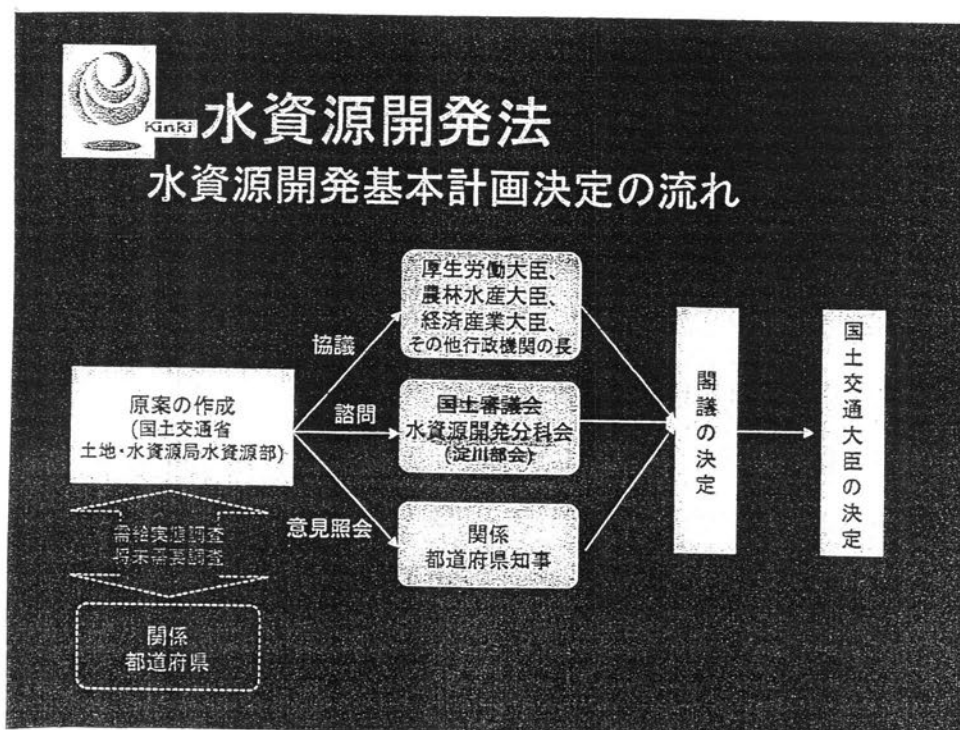 Kinki
水資源開発法
水資源開発基本計画決定の流れ
厚生労働大臣、
農林水産大臣、
経済産業大臣、
その他行政機関の長
協議
原案の作成
(国土交通省
土地・水資源局水資源部)
諮問
国土審議会
水資源開発分科会
(淀川部会)
意見照会
関係
都道府県知事
閣議の決定
国土交通大臣の決定
需給実態調査
将来需要調査
関係
都道府県